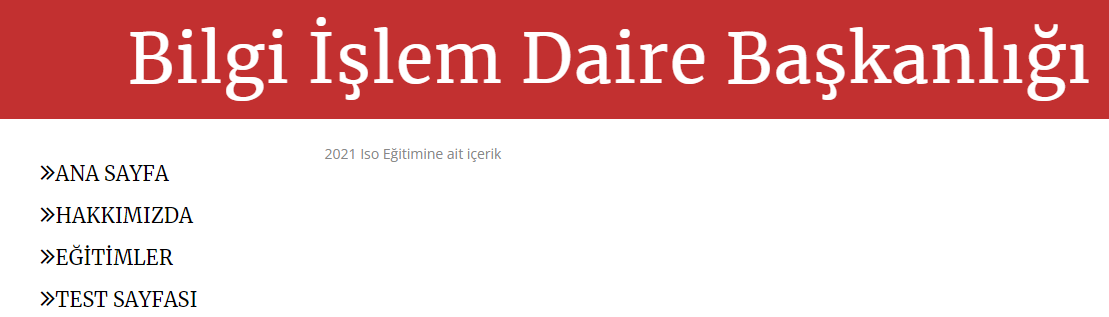 Bilgi İşlem Daire Başkanlığı
2021 Iso Eğitimine ait içerik
»ANA SAYFA
»HAKKIMIZDA
»EĞİTİMLER
»TEST SAYFASI